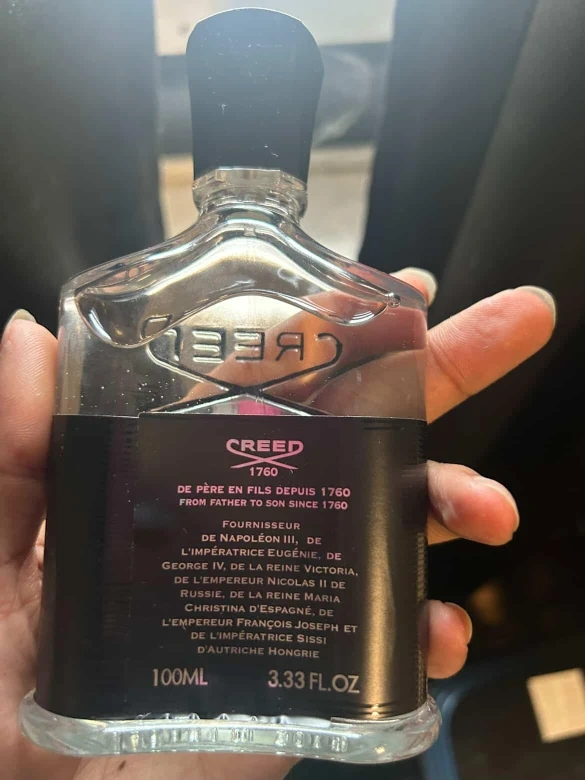 CREED
CREED
1760
DE PÈRE EN FILS DEPUIS 1760
FROM FATHER TO SON SINCE 1760
FOURNISSEUR
DE NAPOLÉON III, DE
L'IMPÉRATRICE EUGÉNIE, DE
GEORGE IV, DE LA REINE VICTORIA,
DE L'EMPEREUR NICOLAS II DE
RUSSIE, DE LA REINE MARIA
CHRISTINA D'ESPAGNÉ, DE
L'EMPEREUR FRANÇOIS JOSEPH ET
DE L'IMPÉRATRICE SISSI
D'AUTRICHE HONGRIE
100ML 3.33 FL.OZ